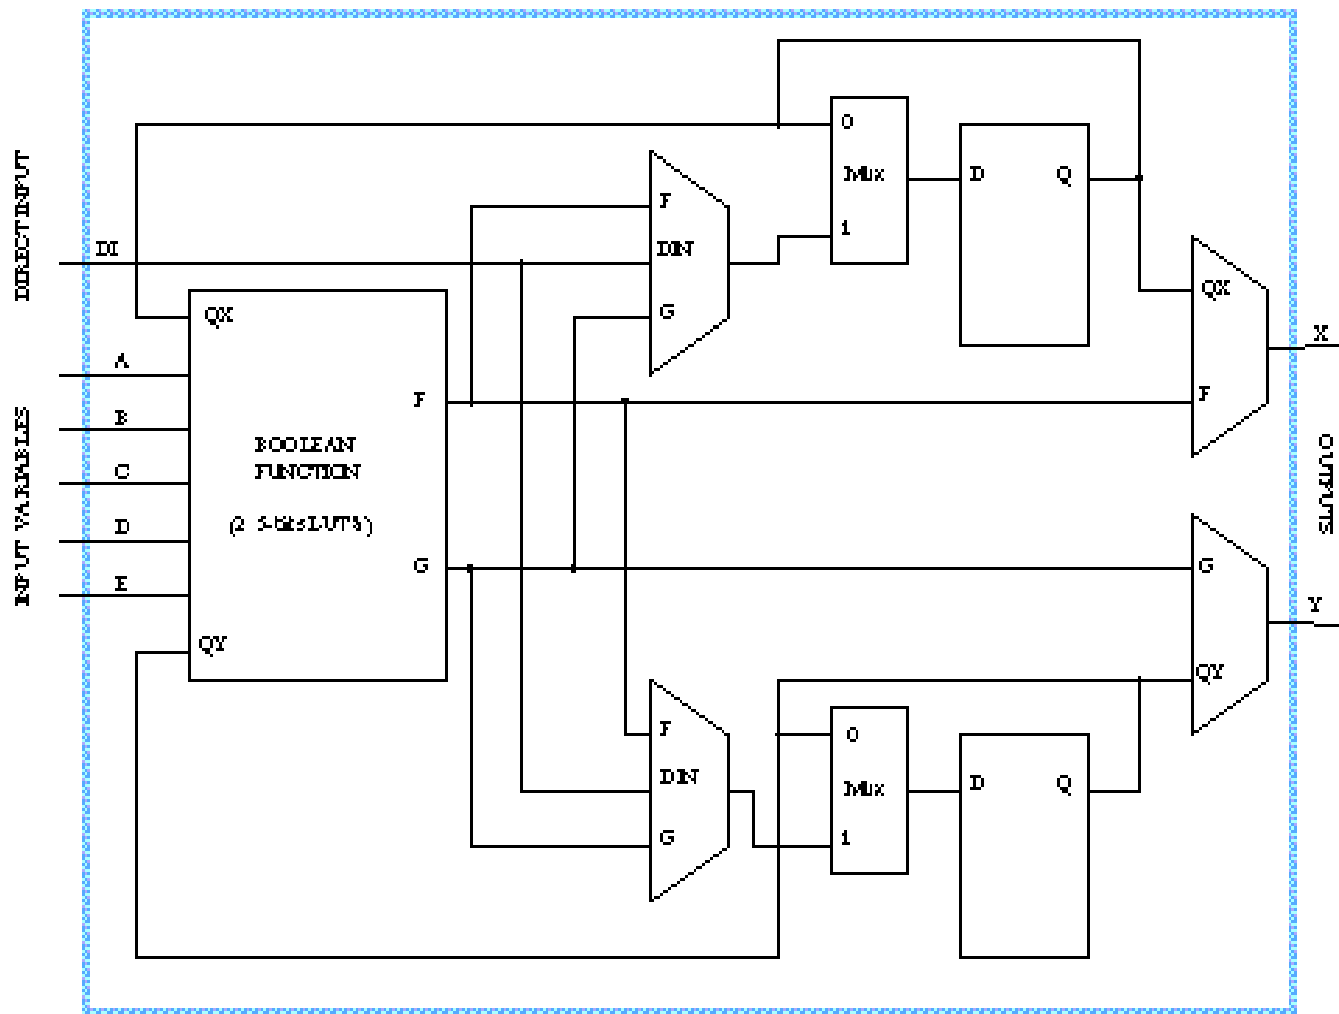 DIRECT INPUT
DI
INPUT VARIABLES
QX
A
B
C
D
E
QY
BOOLEAN
FUNCTION
F
G
F
DIN
G
0
Mux
1
D
Q
QX
F
X
OUTPUTS
G
QY
Y
F
DIN
G
0
Mux
1
D
Q